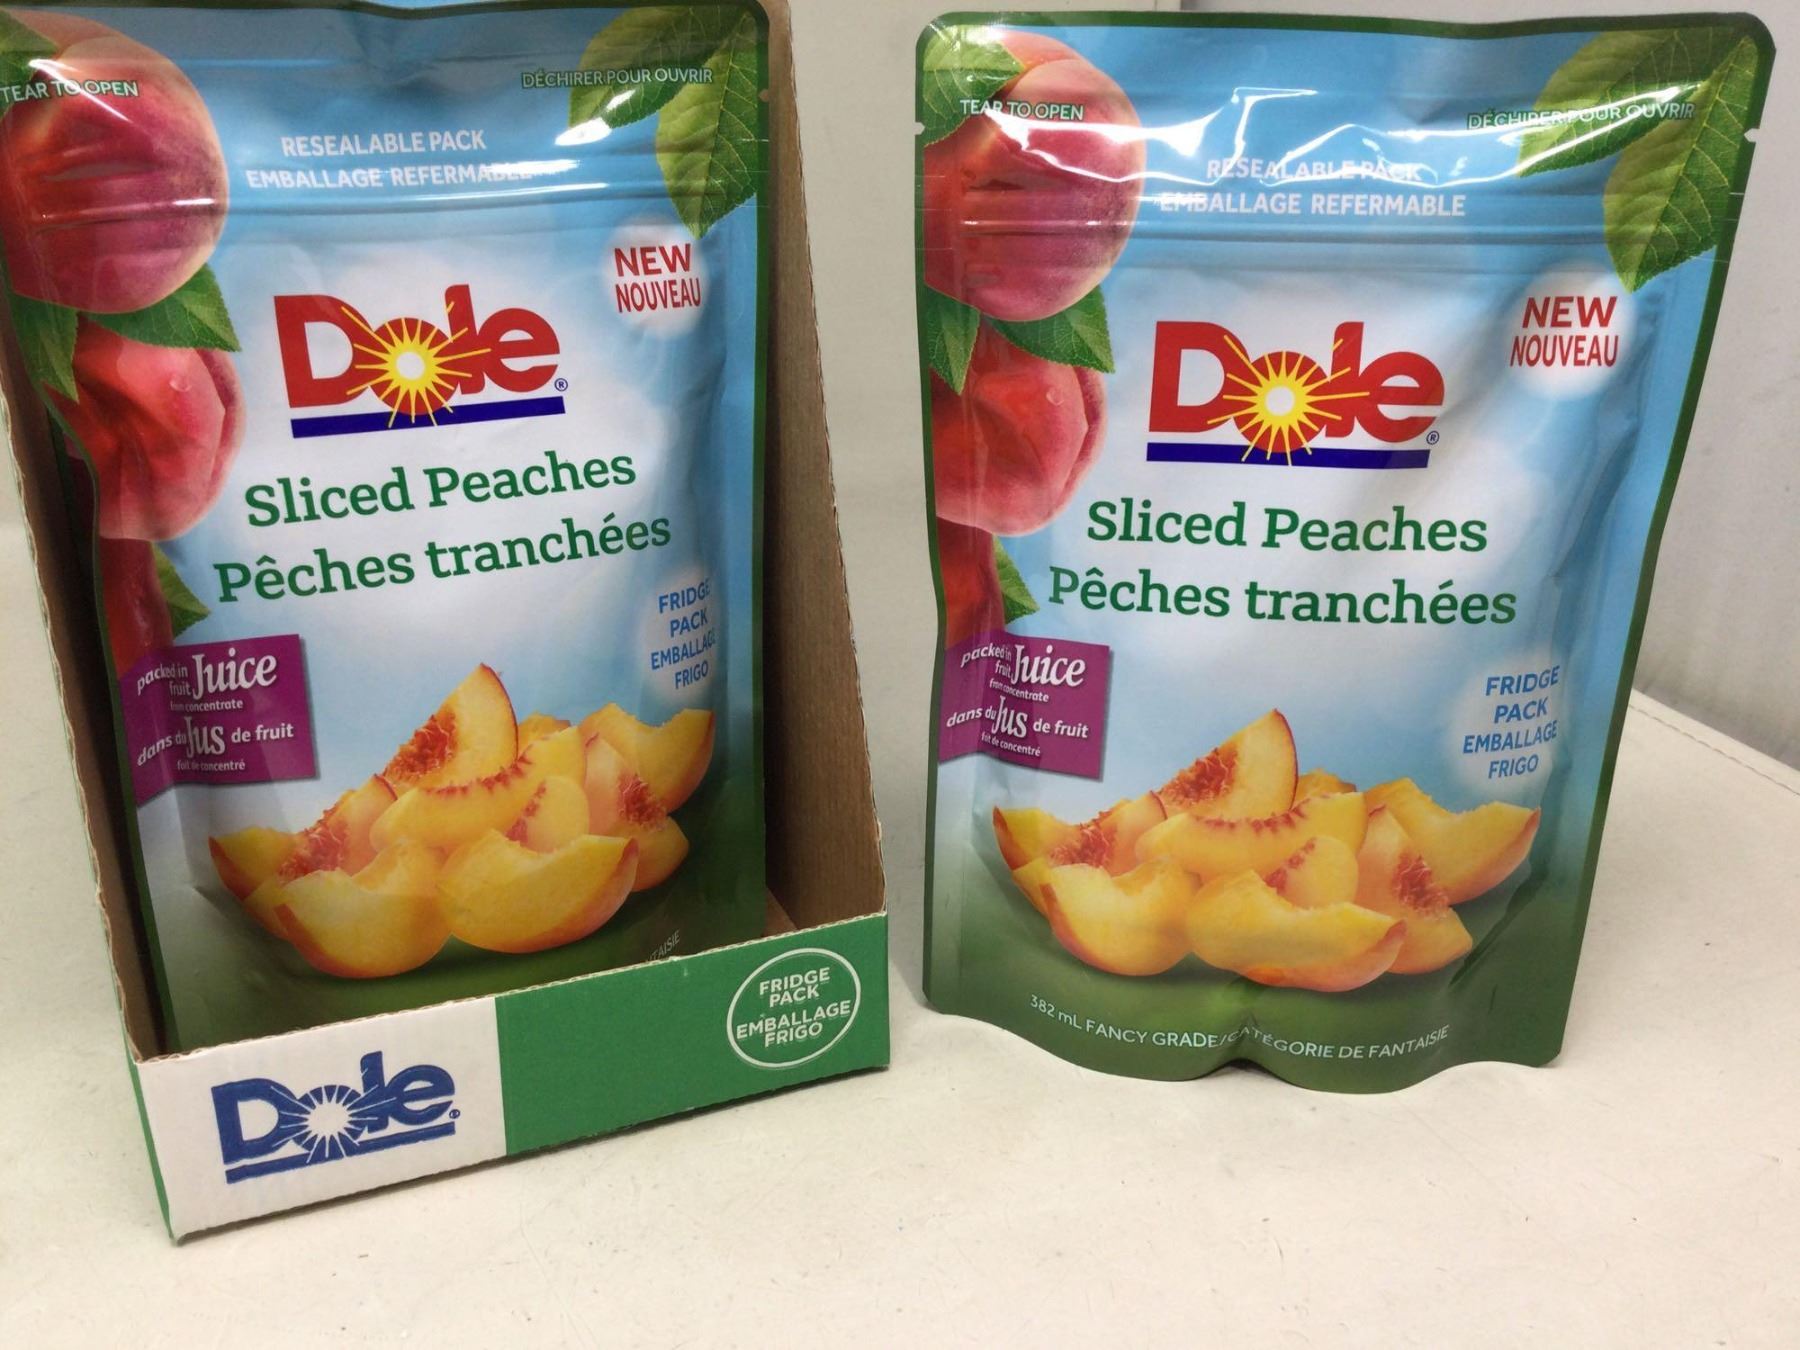 TEAR TO OPEN
DÉCHIRER POUR OUVRIR
RESEALABLE PACK
EMBALLAGE REFERMABLE
NEW
NOUVEAU
Dole®
Sliced Peaches
Pêches tranchées
FRIDGE
PACK
EMBALLAGE
FRIGO
packed in
fruit Juice
from concentrate
dans du Jus de fruit
fait de concentré
FRIDGE
PACK
EMBALLAGE
FRIGO
Dole
TEAR TO OPEN
DÉCHIRER POUR OUVRIR
RESEALABLE PACK
EMBALLAGE REFERMABLE
NEW
NOUVEAU
Dole®
Sliced Peaches
Pêches tranchées
packed in
fruit Juice
from concentrate
dans du Jus de fruit
fait de concentré
FRIDGE
PACK
EMBALLAGE
FRIGO
382 mL FANCY GRADE/CATÉGORIE DE FANTAISIE